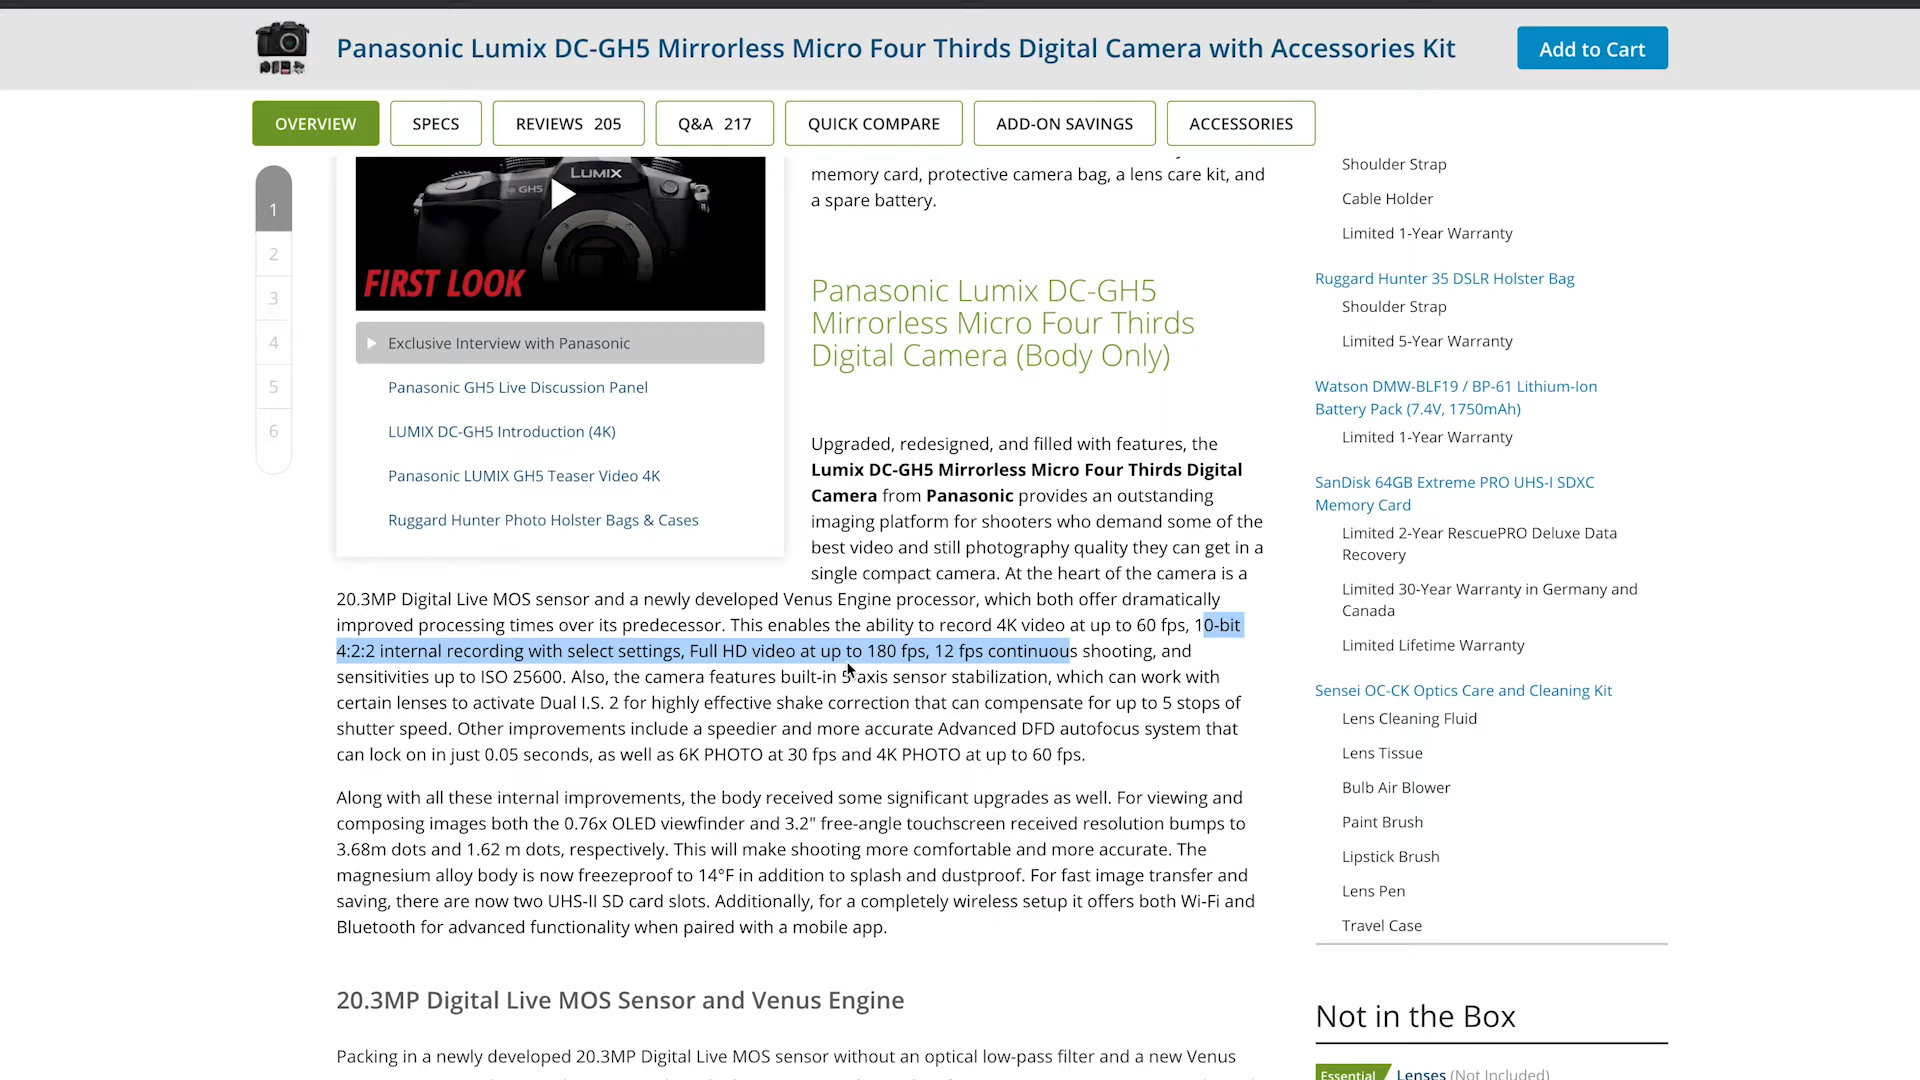 Panasonic Lumix DC-GH5 Mirrorless Micro Four Thirds Digital Camera with Accessories Kit
Add to Cart
OVERVIEW
SPECS
REVIEWS 205
Q&A 217
QUICK COMPARE
ADD-ON SAVINGS
ACCESSORIES
1
2
3
4
5
6
LUMIX
GH5
FIRST LOOK
Exclusive Interview with Panasonic
Panasonic GH5 Live Discussion Panel
LUMIX DC-GH5 Introduction (4K)
Panasonic LUMIX GH5 Teaser Video 4K
Ruggard Hunter Photo Holster Bags & Cases
memory card, protective camera bag, a lens care kit, and
a spare battery.
Panasonic Lumix DC-GH5
Mirrorless Micro Four Thirds
Digital Camera (Body Only)
Upgraded, redesigned, and filled with features, the
Lumix DC-GH5 Mirrorless Micro Four Thirds Digital
Camera from Panasonic provides an outstanding
imaging platform for shooters who demand some of the
best video and still photography quality they can get in a
single compact camera. At the heart of the camera is a
20.3MP Digital Live MOS sensor and a newly developed Venus Engine processor, which both offer dramatically
improved processing times over its predecessor. This enables the ability to record 4K video at up to 60 fps, 10-bit
4:2:2 internal recording with select settings, Full HD video at up to 180 fps, 12 fps continuous shooting, and
sensitivities up to ISO 25600. Also, the camera features built-in 5-axis sensor stabilization, which can work with
certain lenses to activate Dual I.S. 2 for highly effective shake correction that can compensate for up to 5 stops of
shutter speed. Other improvements include a speedier and more accurate Advanced DFD autofocus system that
can lock on in just 0.05 seconds, as well as 6K PHOTO at 30 fps and 4K PHOTO at up to 60 fps.
Along with all these internal improvements, the body received some significant upgrades as well. For viewing and
composing images both the 0.76x OLED viewfinder and 3.2" free-angle touchscreen received resolution bumps to
3.68m dots and 1.62 m dots, respectively. This will make shooting more comfortable and more accurate. The
magnesium alloy body is now freezeproof to 14°F in addition to splash and dustproof. For fast image transfer and
saving, there are now two UHS-II SD card slots. Additionally, for a completely wireless setup it offers both Wi-Fi and
Bluetooth for advanced functionality when paired with a mobile app.
20.3MP Digital Live MOS Sensor and Venus Engine
Packing in a newly developed 20.3MP Digital Live MOS sensor without an optical low-pass filter and a new Venus
Shoulder Strap
Cable Holder
Limited 1-Year Warranty
Ruggard Hunter 35 DSLR Holster Bag
Shoulder Strap
Limited 5-Year Warranty
Watson DMW-BLF19 / BP-61 Lithium-Ion
Battery Pack (7.4V, 1750mAh)
Limited 1-Year Warranty
SanDisk 64GB Extreme PRO UHS-I SDXC
Memory Card
Limited 2-Year RescuePRO Deluxe Data
Recovery
Limited 30-Year Warranty in Germany and
Canada
Limited Lifetime Warranty
Sensei OC-CK Optics Care and Cleaning Kit
Lens Cleaning Fluid
Lens Tissue
Bulb Air Blower
Paint Brush
Lipstick Brush
Lens Pen
Travel Case
Not in the Box
Essential Lenses (Not Included)